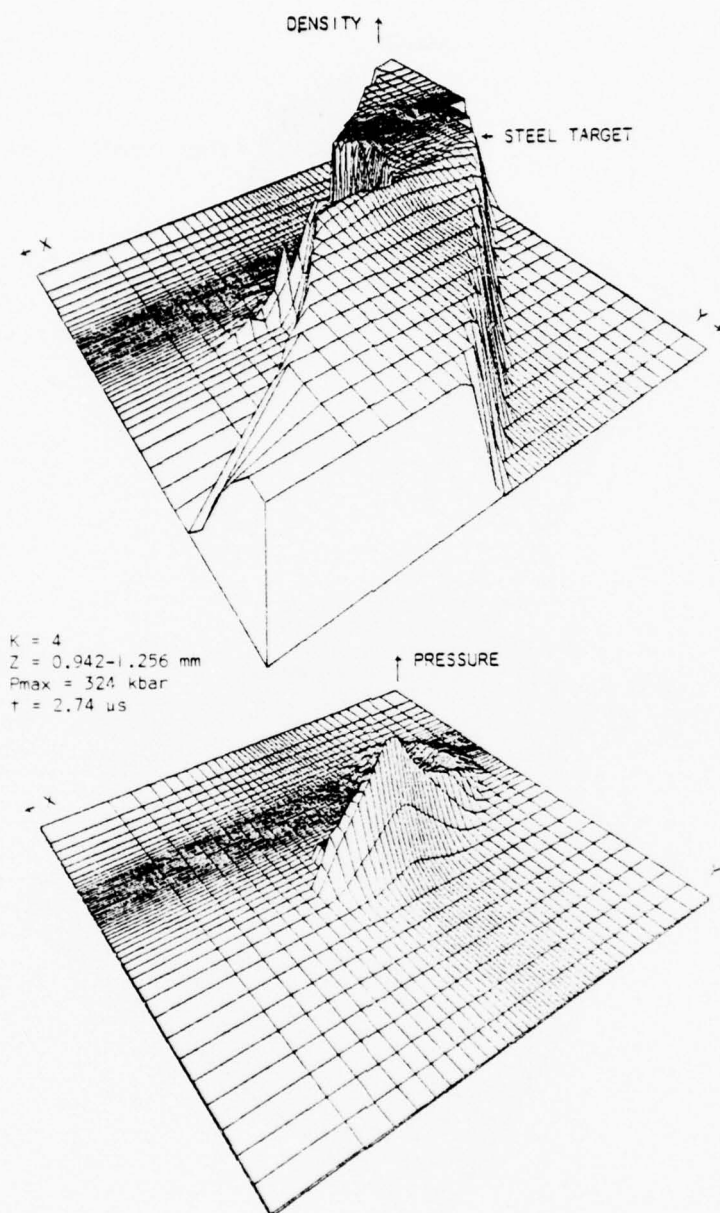 DENSITY ↑
← STEEL TARGET
← X
Y →
K = 4
Z = 0.942-1.256 mm
Pmax = 324 kbar
t = 2.74 us
↑ PRESSURE
← X
Y